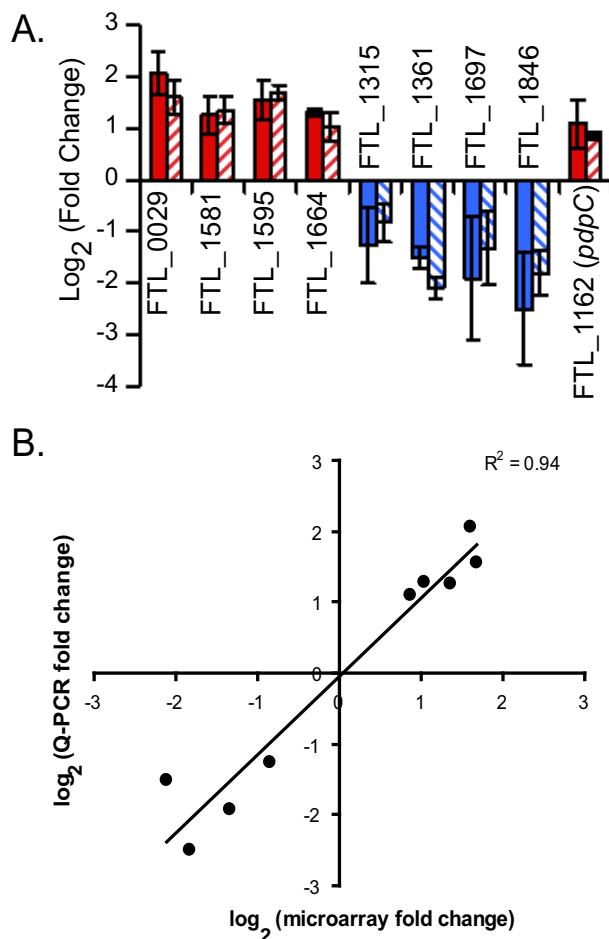 A.
Log2 (Fold Change)
3
2
1
0
-1
-2
-3
-4
FTL_0029
FTL_1581
FTL_1595
FTL_1664
FTL_1315
FTL_1361
FTL_1697
FTL_1846
FTL_1162 (pdpC)
B.
R2 = 0.94
log2 (Q-PCR fold change)
3
2
1
0
-1
-2
-3
-3
-2
-1
0
1
2
3
log2 (microarray fold change)